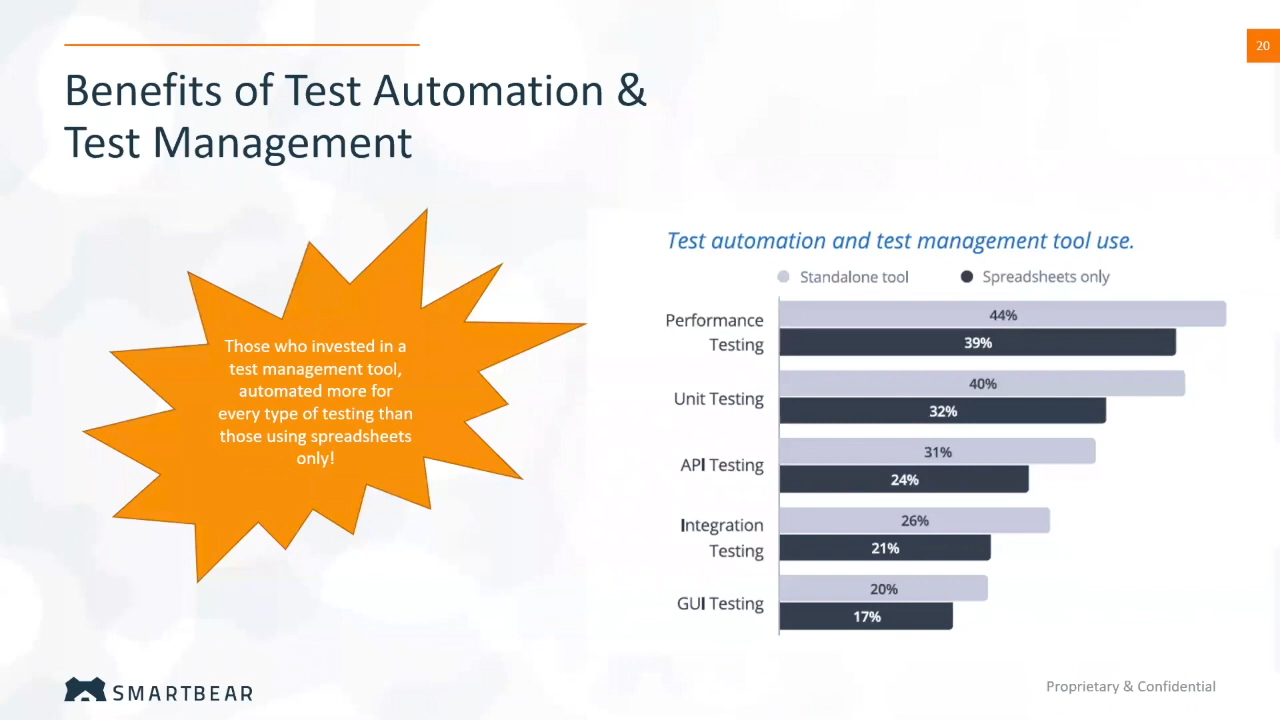 20
Benefits of Test Automation &
Test Management
Those who invested in a
test management tool,
automated more for
every type of testing than
those using spreadsheets
only!
Test automation and test management tool use.
Standalone tool
Spreadsheets only
Performance
Testing
44%
39%
Unit Testing
40%
32%
API Testing
31%
24%
Integration
Testing
26%
21%
GUI Testing
20%
17%
SMARTBEAR
Proprietary & Confidential